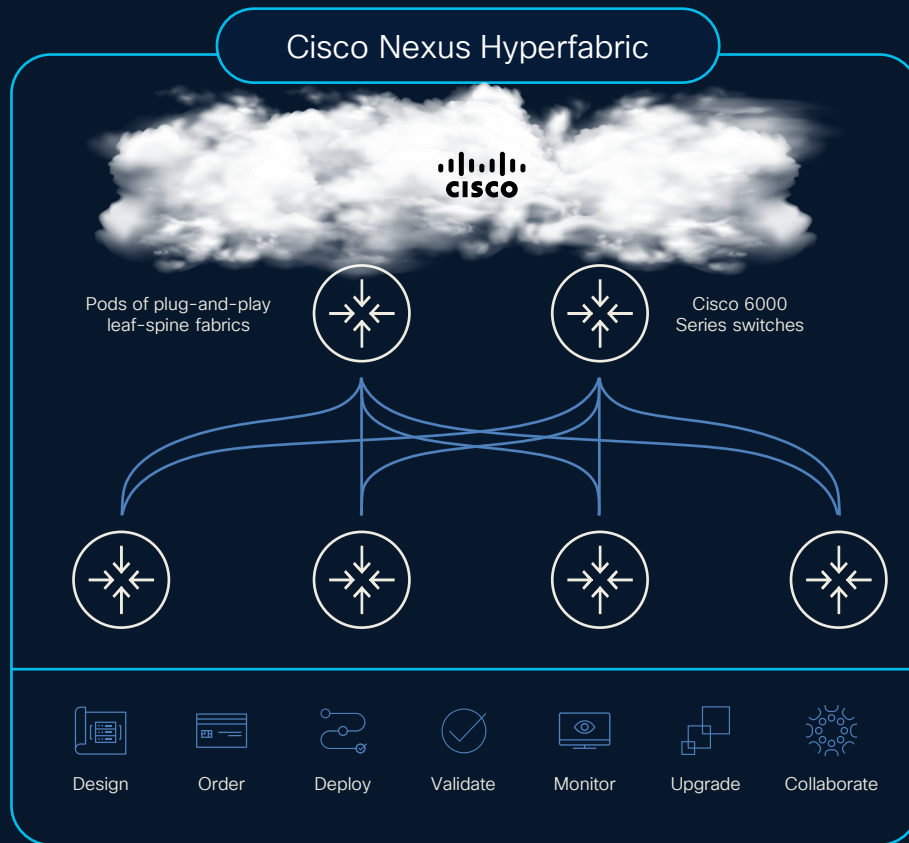 Cisco Nexus Hyperfabric
CISCO
Pods of plug-and-play
leaf-spine fabrics
Cisco 6000
Series switches
Design
Order
Deploy
Validate
Monitor
Upgrade
Collaborate